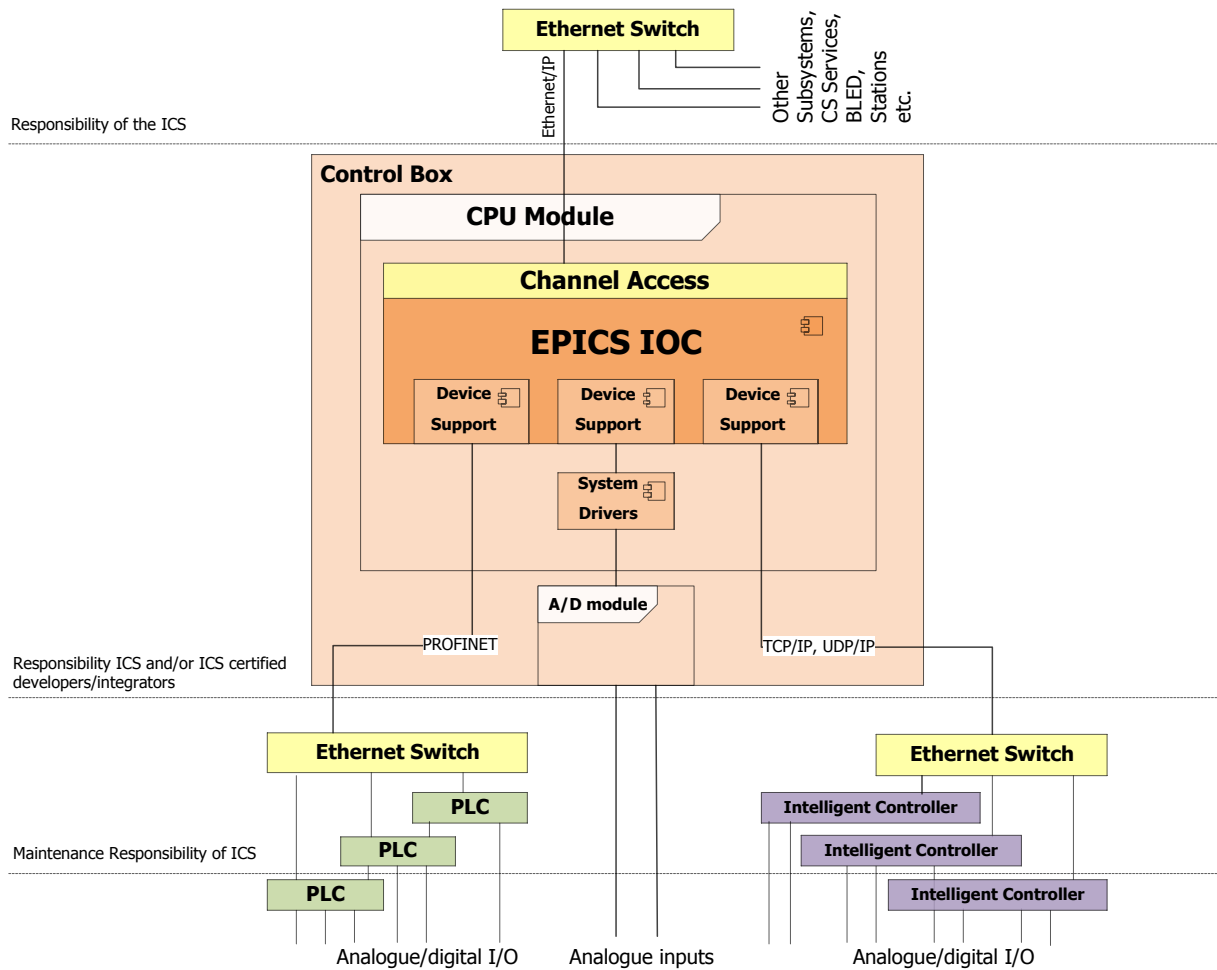 Ethernet Switch
Ethernet/IP
Other
Subsystems,
CS Services,
BLED,
Stations
etc.
Responsibility of the ICS
Control Box
CPU Module
Channel Access
EPICS IOC
Device
Support
Device
Support
Device
Support
System
Drivers
A/D module
PROFINET
TCP/IP, UDP/IP
Responsibility ICS and/or ICS certified
developers/integrators
Ethernet Switch
Ethernet Switch
PLC
Intelligent Controller
PLC
Intelligent Controller
Maintenance Responsibility of ICS
PLC
Intelligent Controller
Analogue/digital I/O
Analogue inputs
Analogue/digital I/O